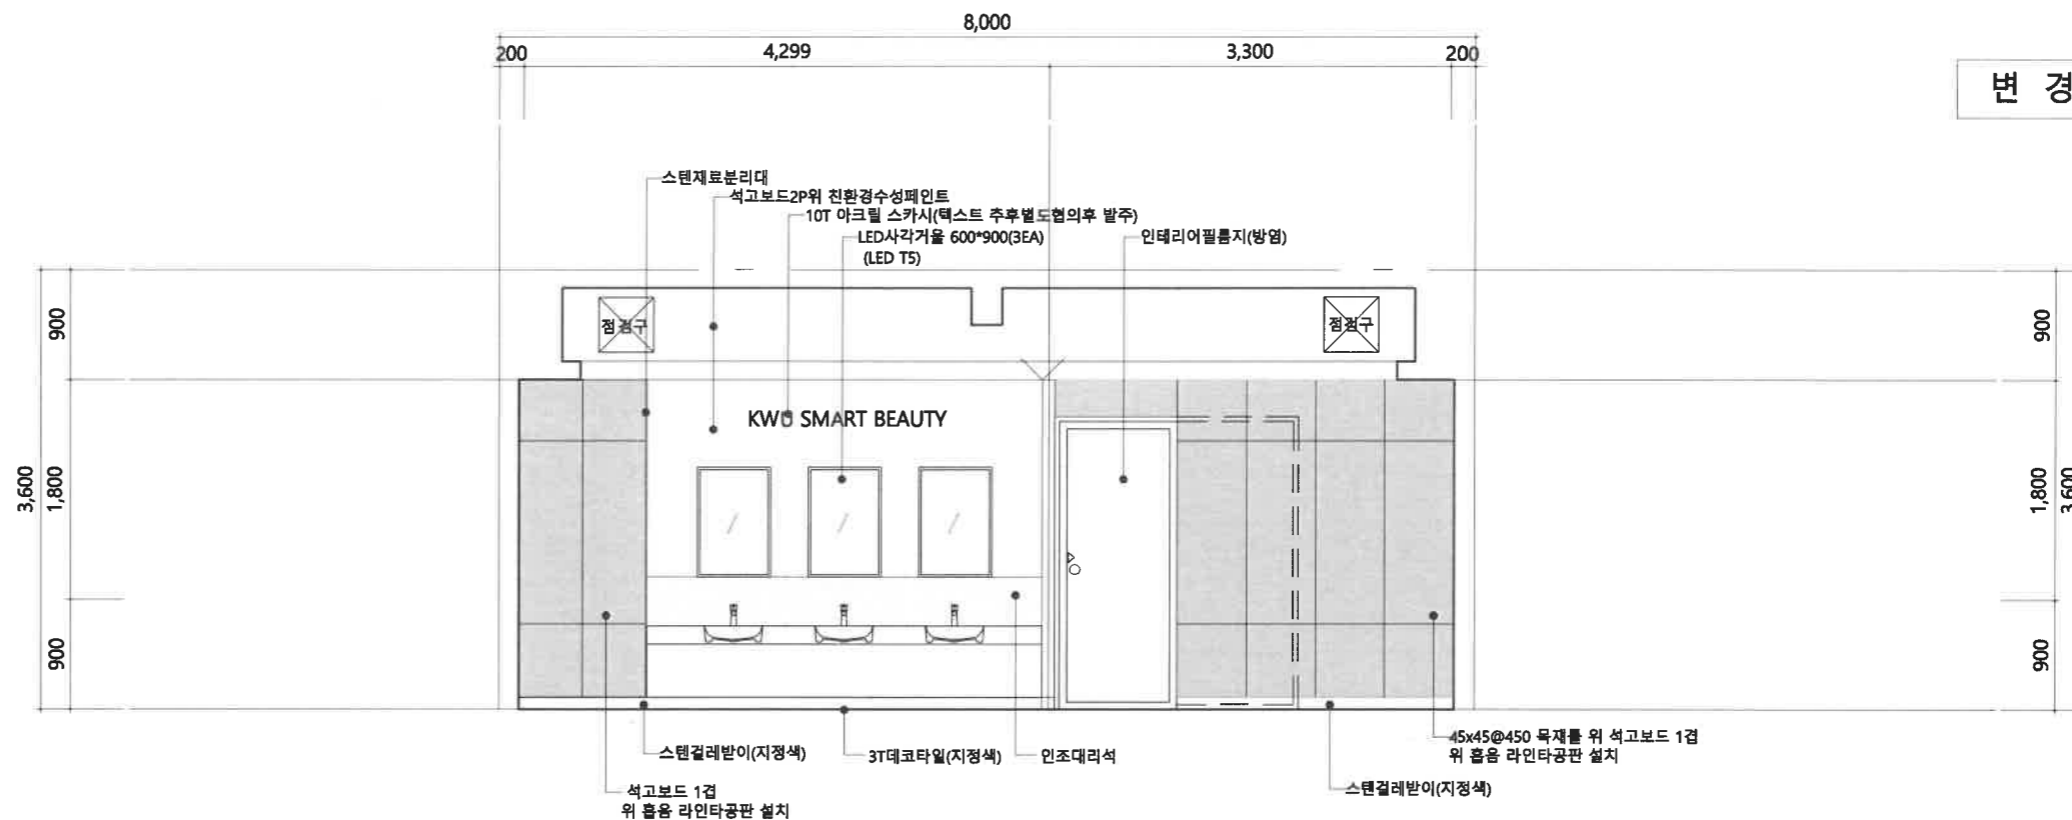 8,000
200
4,299
3,300
200
변 경
스텐재료분리대
석고보드2P위 친환경수성페인트
10T 아크릴 스카시(텍스트 추후별도협의후 발주)
LED사각거울 600*900(3EA)
(LED T5)
인테리어필름지(방염)
점검구
점검구
900
1,800
900
3,600
KWU SMART BEAUTY
900
1,800
900
3,600
스텐걸레받이(지정색)
3T데코타일(지정색)
인조대리석
45x45@450 목재틀 위 석고보드 1겹
위 흡음 라인타공판 설치
스텐걸레받이(지정색)
석고보드 1겹
위 흡음 라인타공판 설치